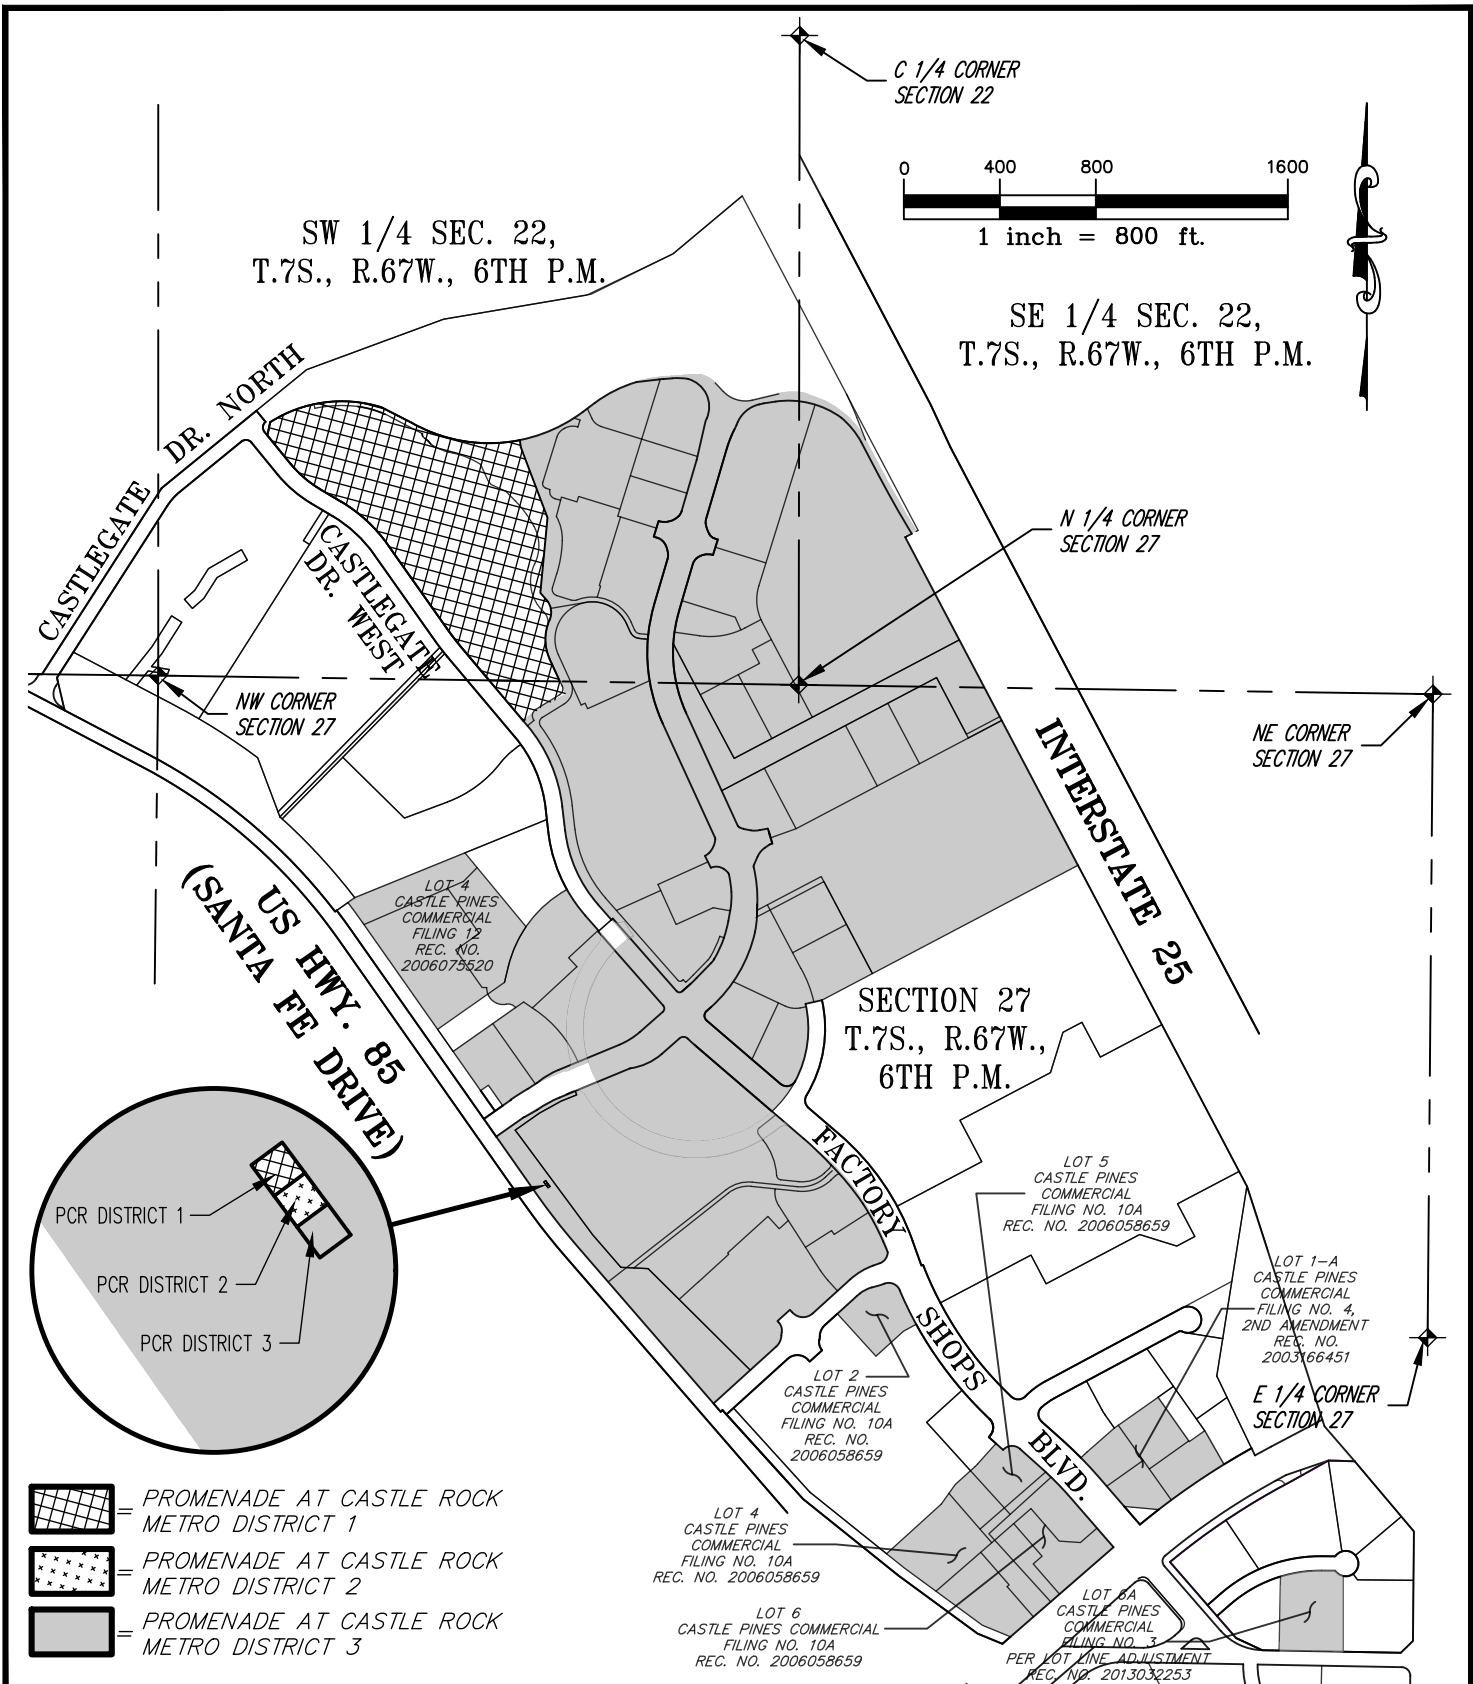 C 1/4 CORNER
SECTION 22
0 400 800 1600
1 inch = 800 ft.
SW 1/4 SEC. 22,
T.7S., R.67W., 6TH P.M.
SE 1/4 SEC. 22,
T.7S., R.67W., 6TH P.M.
CASTLEGATE DR. NORTH
CASTLEGATE
DR. WEST
N 1/4 CORNER
SECTION 27
NW CORNER
SECTION 27
NE CORNER
SECTION 27
INTERSTATE 25
US HWY. 85
(SANTA FE DRIVE)
LOT 4
CASTLE PINES
COMMERCIAL
FILING 12
REC. NO.
2006075520
SECTION 27
T.7S., R.67W.,
6TH P.M.
FACTORY SHOPS BLVD.
PCR DISTRICT 1
PCR DISTRICT 2
PCR DISTRICT 3
LOT 5
CASTLE PINES
COMMERCIAL
FILING NO. 10A
REC. NO. 2006058659
LOT 1-A
CASTLE PINES
COMMERCIAL
FILING NO. 4,
2ND AMENDMENT
REC. NO.
2003166451
E 1/4 CORNER
SECTION 27
LOT 2
CASTLE PINES
COMMERCIAL
FILING NO. 10A
REC. NO.
2006058659
LOT 4
CASTLE PINES
COMMERCIAL
FILING NO. 10A
REC. NO. 2006058659
LOT 6
CASTLE PINES COMMERCIAL
FILING NO. 10A
REC. NO. 2006058659
LOT 6A
CASTLE PINES
COMMERCIAL
FILING NO. 3
PER LOT LINE ADJUSTMENT
REC. NO. 2013032253
= PROMENADE AT CASTLE ROCK
METRO DISTRICT 1
= PROMENADE AT CASTLE ROCK
METRO DISTRICT 2
= PROMENADE AT CASTLE ROCK
METRO DISTRICT 3